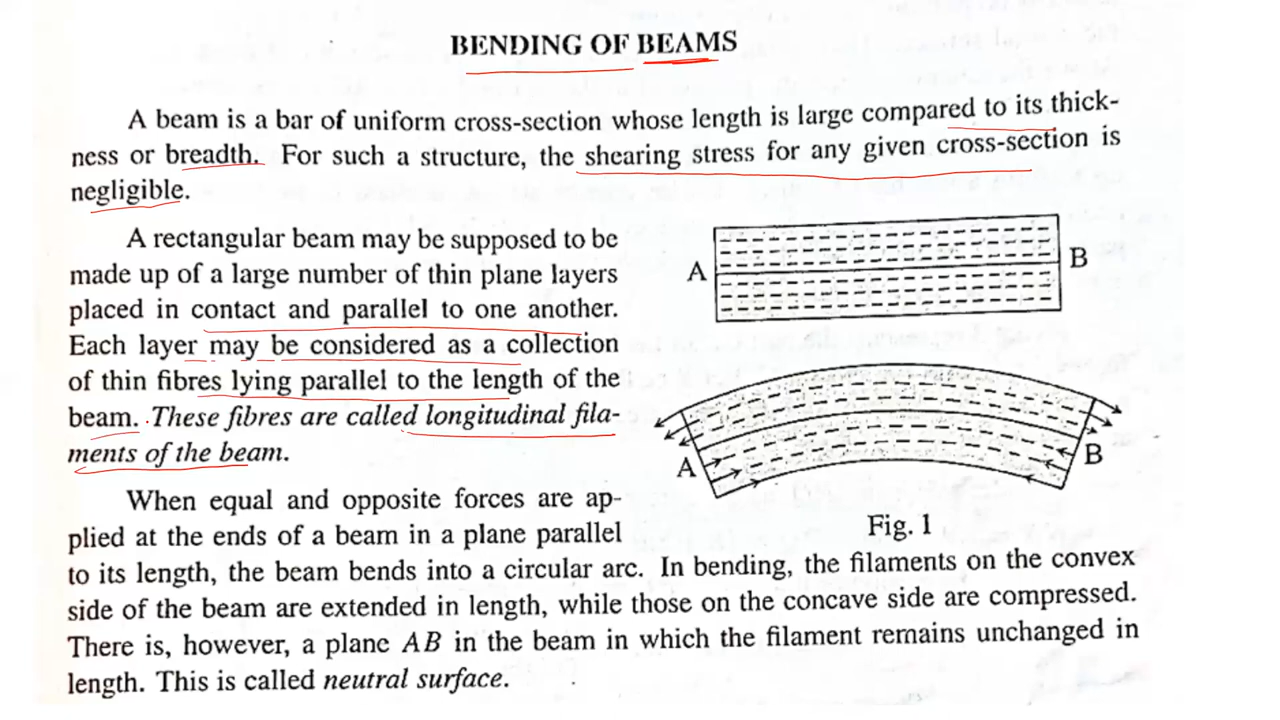 BENDING OF BEAMS
A beam is a bar of uniform cross-section whose length is large compared to its thick-
ness or breadth. For such a structure, the shearing stress for any given cross-section is
negligible.
A rectangular beam may be supposed to be
made up of a large number of thin plane layers
placed in contact and parallel to one another.
Each layer may be considered as a collection
of thin fibres lying parallel to the length of the
beam. These fibres are called longitudinal fila-
ments of the beam.
A
B
A
B
Fig. 1
When equal and opposite forces are ap-
plied at the ends of a beam in a plane parallel
to its length, the beam bends into a circular arc. In bending, the filaments on the convex
side of the beam are extended in length, while those on the concave side are compressed.
There is, however, a plane AB in the beam in which the filament remains unchanged in
length. This is called neutral surface.